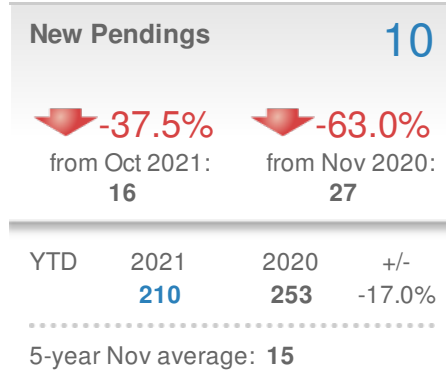 New Pendings 10
-37.5% -63.0%
from Oct 2021: from Nov 2020:
16 27
YTD 2021 2020 +/-
210 253 -17.0%
5-year Nov average: 15